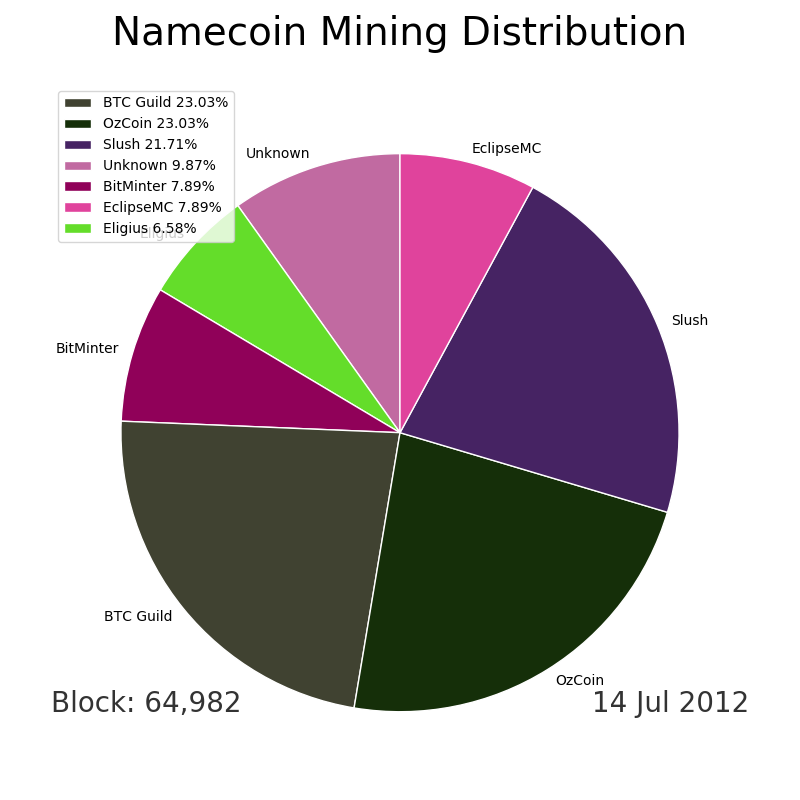 Namecoin Mining Distribution
BTC Guild 23.03%
OzCoin 23.03%
Slush 21.71%
Unknown 9.87%
BitMinter 7.89%
EclipseMC 7.89%
Eligius 6.58%
Unknown
EclipseMC
Eligius
Slush
BitMinter
BTC Guild
OzCoin
Block: 64,982
14 Jul 2012